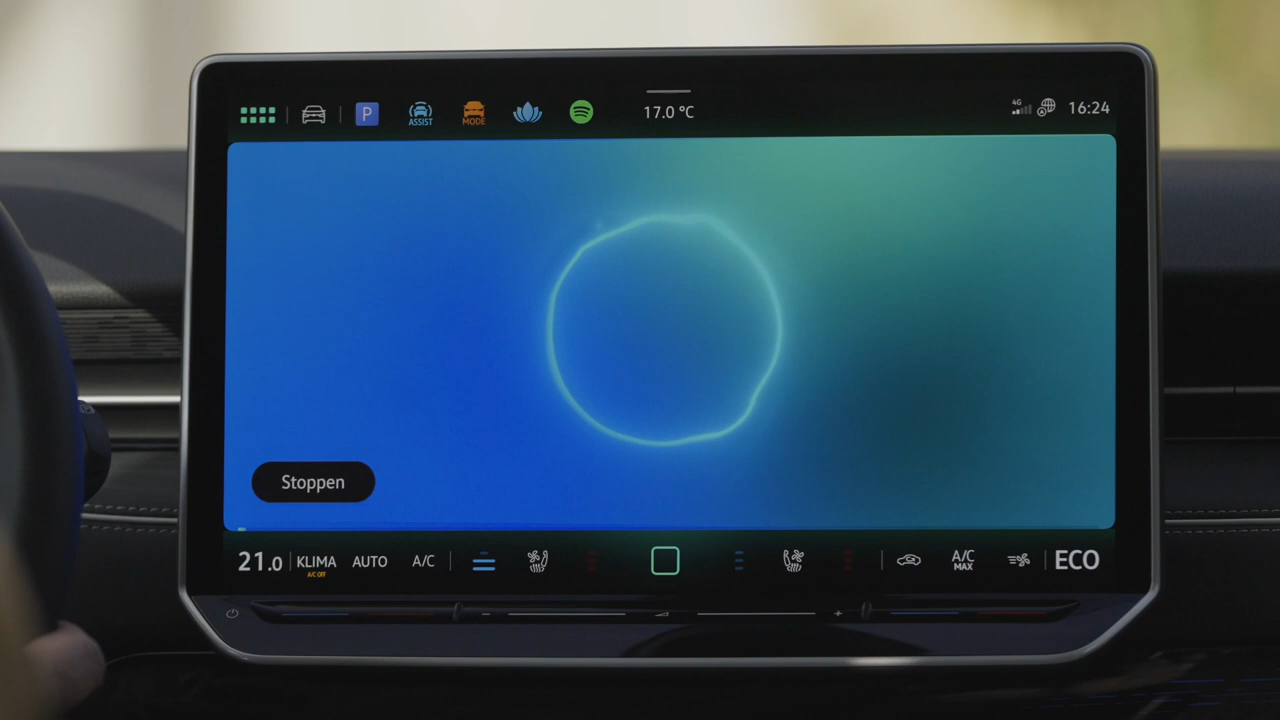 P
ASSIST
MODE
17.0 °C
4G
16:24
Stoppen
21.0
KLIMA
A/C OFF
AUTO
A/C
A/C
MAX
ECO